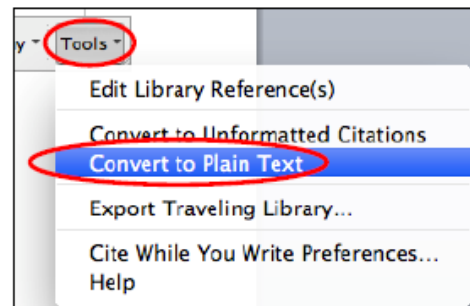 y Tools
Edit Library Reference(s)
Convert to Unformatted Citations
Convert to Plain Text
Export Traveling Library...
Cite While You Write Preferences...
Help